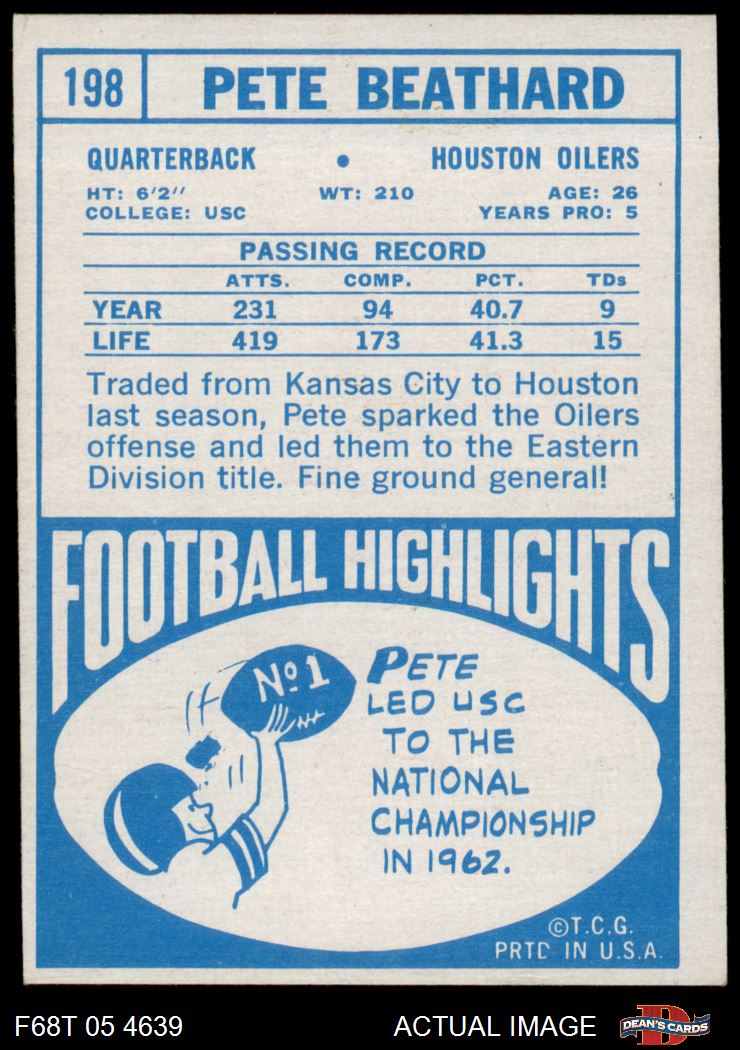 198 PETE BEATHARD
QUARTERBACK • HOUSTON OILERS
HT: 6'2" WT: 210 AGE: 26
COLLEGE: USC YEARS PRO: 5
PASSING RECORD
ATTS. COMP. PCT. TDs
YEAR 231 94 40.7 9
LIFE 419 173 41.3 15
Traded from Kansas City to Houston
last season, Pete sparked the Oilers
offense and led them to the Eastern
Division title. Fine ground general!
FOOTBALL HIGHLIGHTS
Nº1
PETE
LED USC
TO THE
NATIONAL
CHAMPIONSHIP
IN 1962.
©T.C.G.
PRTD IN U.S.A.
F68T 05 4639 ACTUAL IMAGE D DEAN'S CARDS